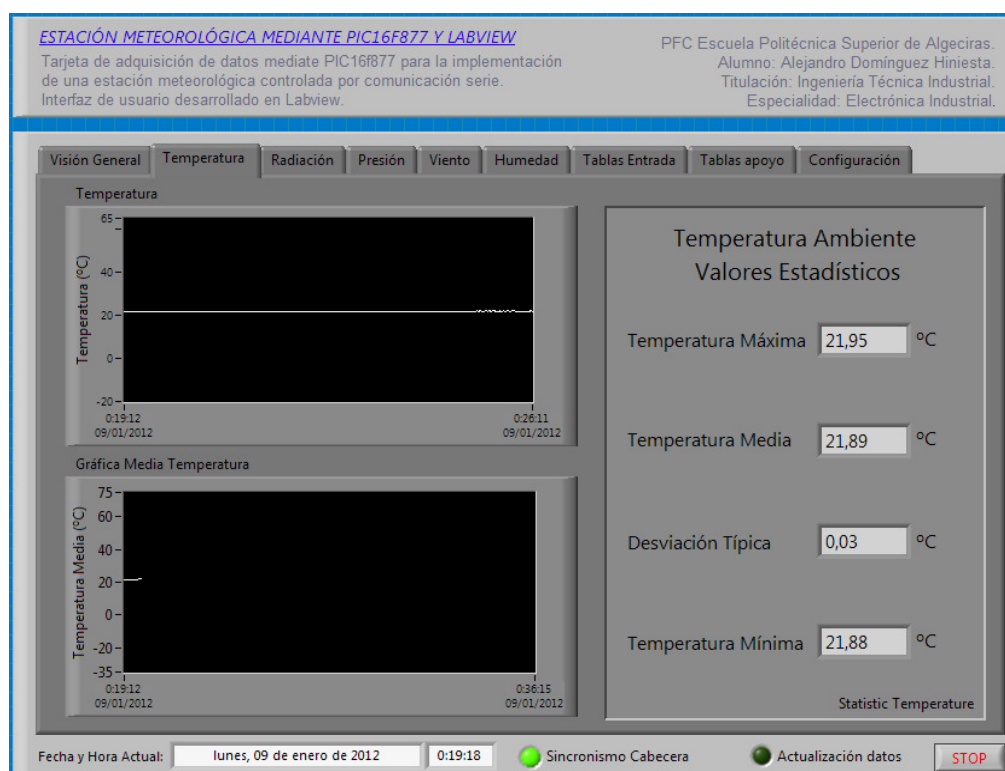 ESTACIÓN METEOROLÓGICA MEDIANTE PIC16F877 Y LABVIEW
Tarjeta de adquisición de datos mediate PIC16f877 para la implementación
de una estación meteorológica controlada por comunicación serie.
Interfaz de usuario desarrollado en Labview.
PFC Escuela Politécnica Superior de Algeciras.
Alumno: Alejandro Domínguez Hiniesta.
Titulación: Ingeniería Técnica Industrial.
Especialidad: Electrónica Industrial.
Visión General Temperatura Radiación Presión Viento Humedad Tablas Entrada Tablas apoyo Configuración
Temperatura
Temperatura (ºC)
65
40
20
0
-20
0:19:12
09/01/2012
0:26:11
09/01/2012
Gráfica Media Temperatura
Temperatura Media (ºC)
75
60
40
20
0
-20
-35
0:19:12
09/01/2012
0:36:15
09/01/2012
Temperatura Ambiente
Valores Estadísticos
Temperatura Máxima 21,95 ºC
Temperatura Media 21,89 ºC
Desviación Típica 0,03 ºC
Temperatura Mínima 21,88 ºC
Statistic Temperature
Fecha y Hora Actual: lunes, 09 de enero de 2012 0:19:18 Sincronismo Cabecera Actualización datos STOP